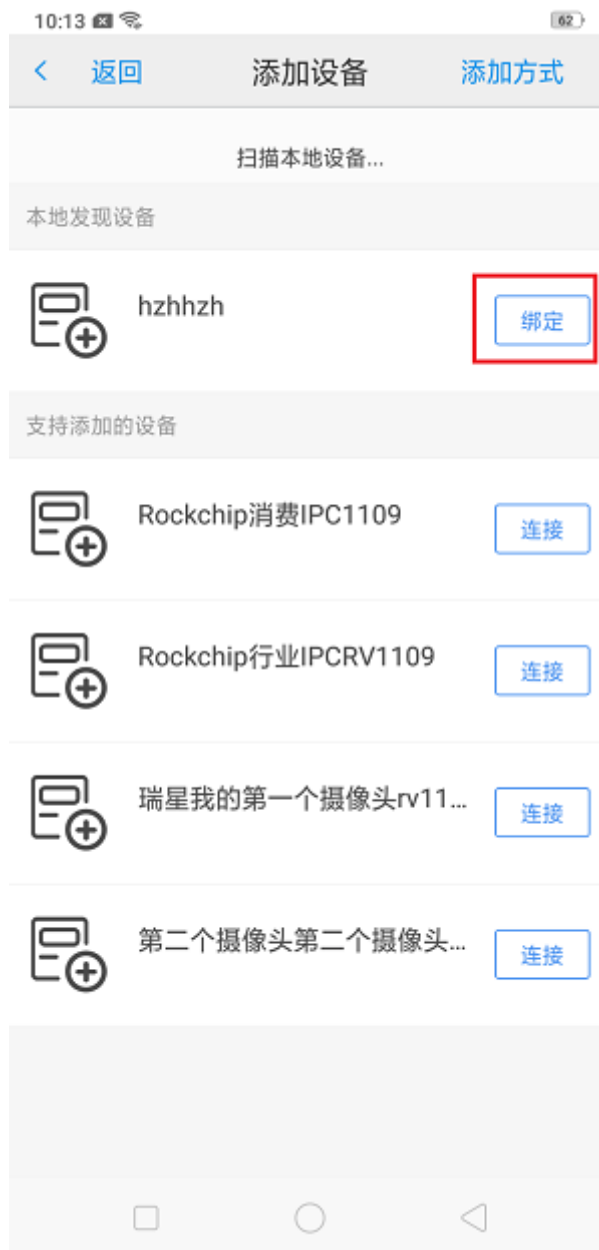 10:13
62
返回 添加设备 添加方式
扫描本地设备...
本地发现设备
hzhhzh 绑定
支持添加的设备
Rockchip消费IPC1109 连接
Rockchip行业IPCRV1109 连接
瑞星我的第一个摄像头rv11... 连接
第二个摄像头第二个摄像头... 连接